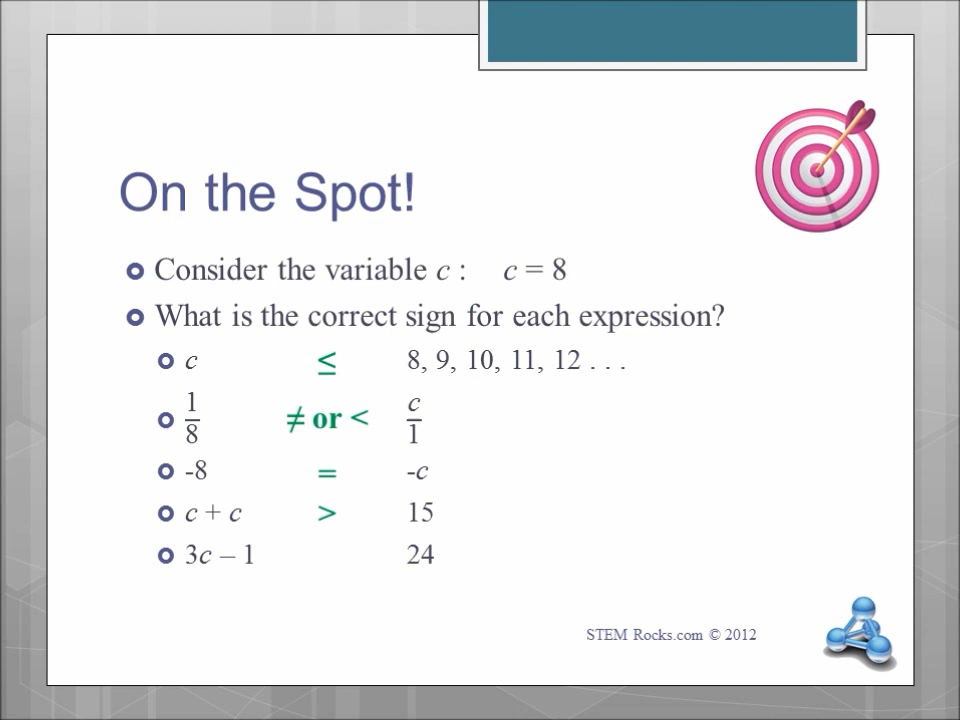 On the Spot!
Consider the variable c : c = 8
What is the correct sign for each expression?
c ≤ 8, 9, 10, 11, 12 . . .
1/8 ≠ or < c/1
-8 = -c
c + c > 15
3c – 1 24
STEM Rocks.com © 2012